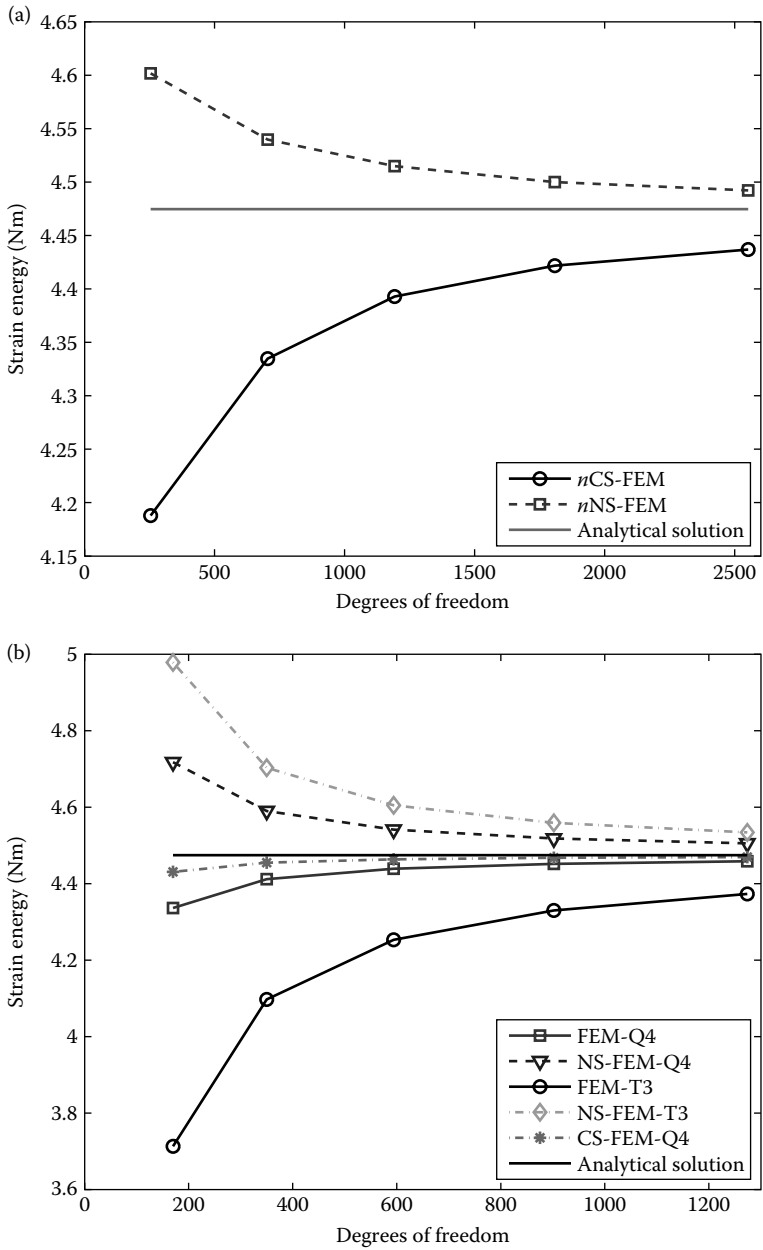 (a)
4.65
4.6
4.55
4.5
4.45
4.4
4.35
4.3
4.25
4.2
4.15
Strain energy (Nm)
nCS-FEM
nNS-FEM
Analytical solution
0
500
1000
1500
2000
2500
Degrees of freedom
(b)
5
4.8
4.6
4.4
4.2
4
3.8
3.6
Strain energy (Nm)
FEM-Q4
NS-FEM-Q4
FEM-T3
NS-FEM-T3
CS-FEM-Q4
Analytical solution
0
200
400
600
800
1000
1200
Degrees of freedom